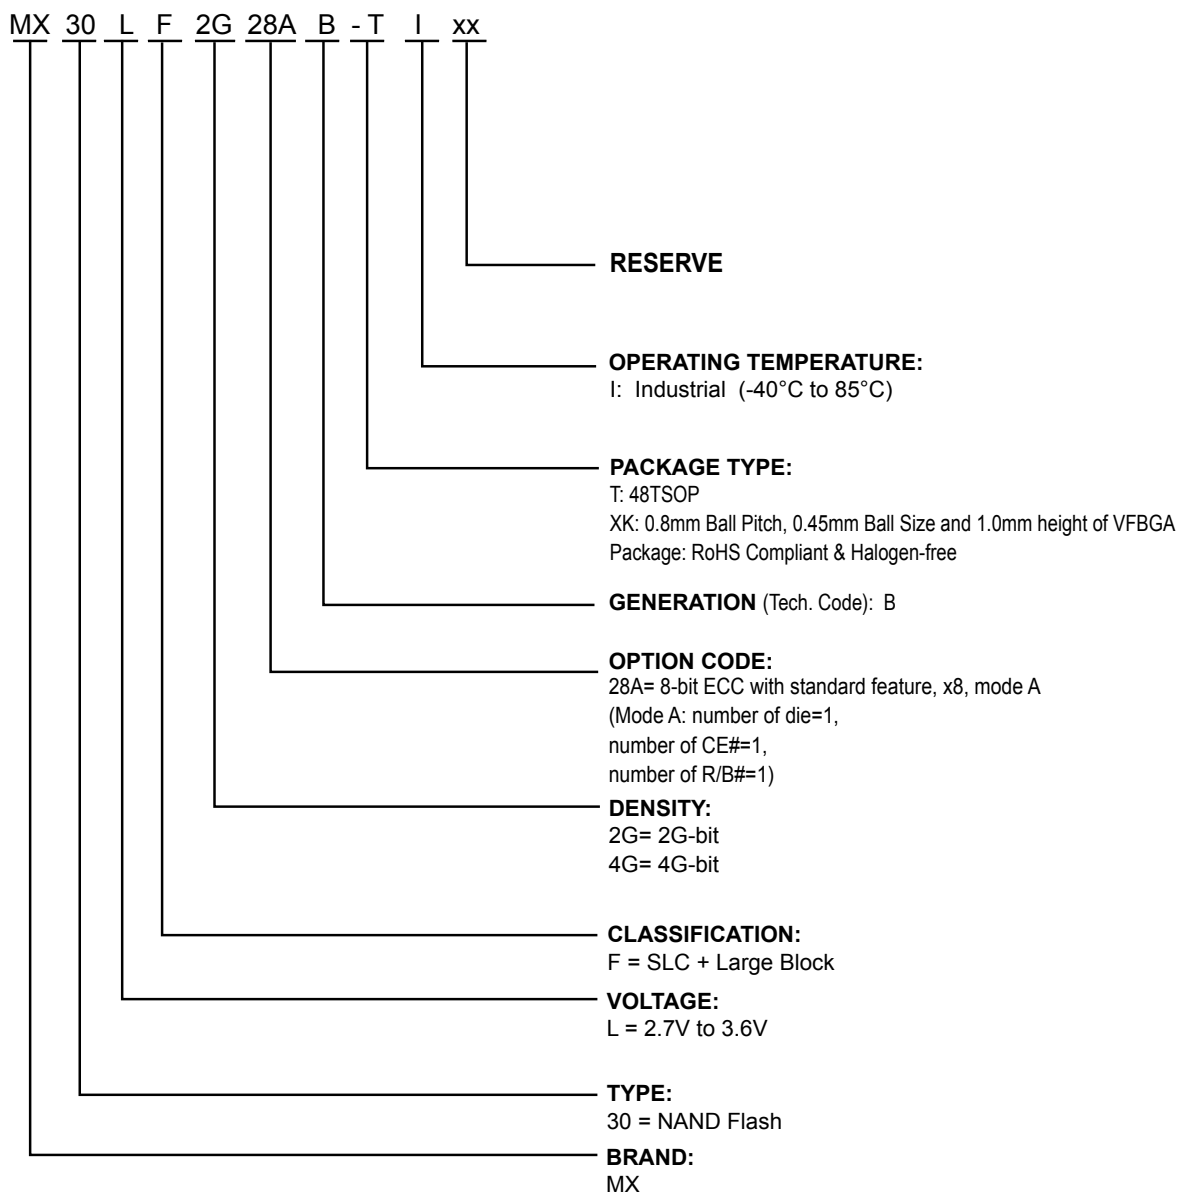 MX 30 L F 2G 28A B - T I xx
RESERVE
OPERATING TEMPERATURE:
I: Industrial (-40°C to 85°C)
PACKAGE TYPE:
T: 48TSOP
XK: 0.8mm Ball Pitch, 0.45mm Ball Size and 1.0mm height of VFBGA
Package: RoHS Compliant & Halogen-free
GENERATION (Tech. Code): B
OPTION CODE:
28A= 8-bit ECC with standard feature, x8, mode A
(Mode A: number of die=1,
number of CE#=1,
number of R/B#=1)
DENSITY:
2G= 2G-bit
4G= 4G-bit
CLASSIFICATION:
F = SLC + Large Block
VOLTAGE:
L = 2.7V to 3.6V
TYPE:
30 = NAND Flash
BRAND:
MX